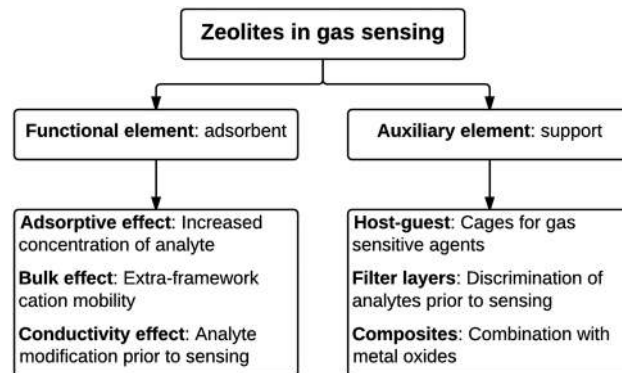 Zeolites in gas sensing
Functional element: adsorbent
Auxiliary element: support
Adsorptive effect: Increased
concentration of analyte
Bulk effect: Extra-framework
cation mobility
Conductivity effect: Analyte
modification prior to sensing
Host-guest: Cages for gas
sensitive agents
Filter layers: Discrimination of
analytes prior to sensing
Composites: Combination with
metal oxides